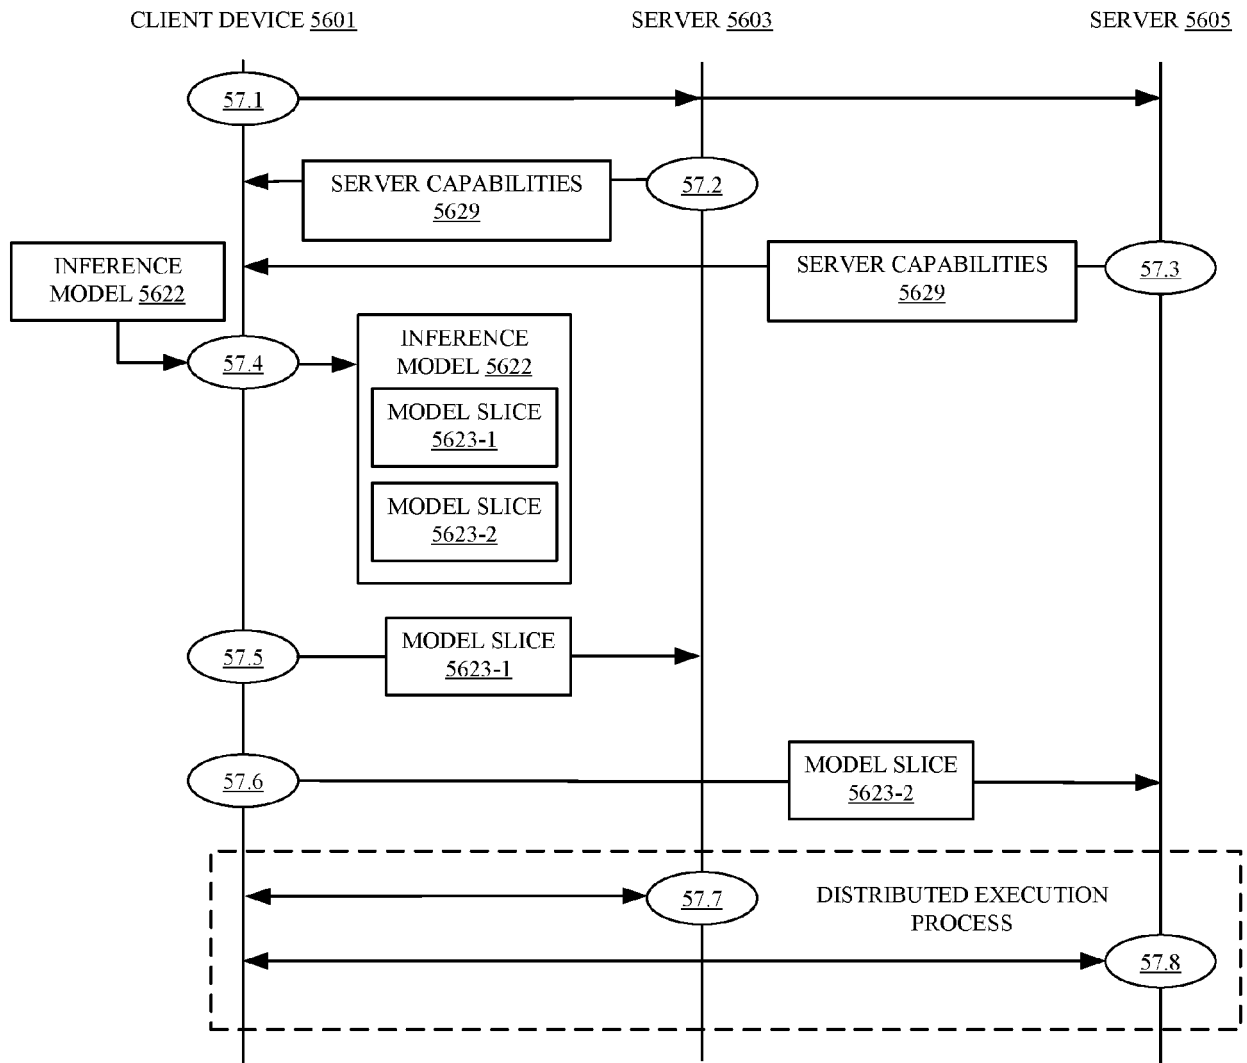 CLIENT DEVICE 5601
SERVER 5603
SERVER 5605
57.1
SERVER CAPABILITIES
5629
57.2
INFERENCE
MODEL 5622
SERVER CAPABILITIES
5629
57.3
57.4
INFERENCE
MODEL 5622
MODEL SLICE
5623-1
MODEL SLICE
5623-2
57.5
MODEL SLICE
5623-1
57.6
MODEL SLICE
5623-2
57.7
DISTRIBUTED EXECUTION
PROCESS
57.8